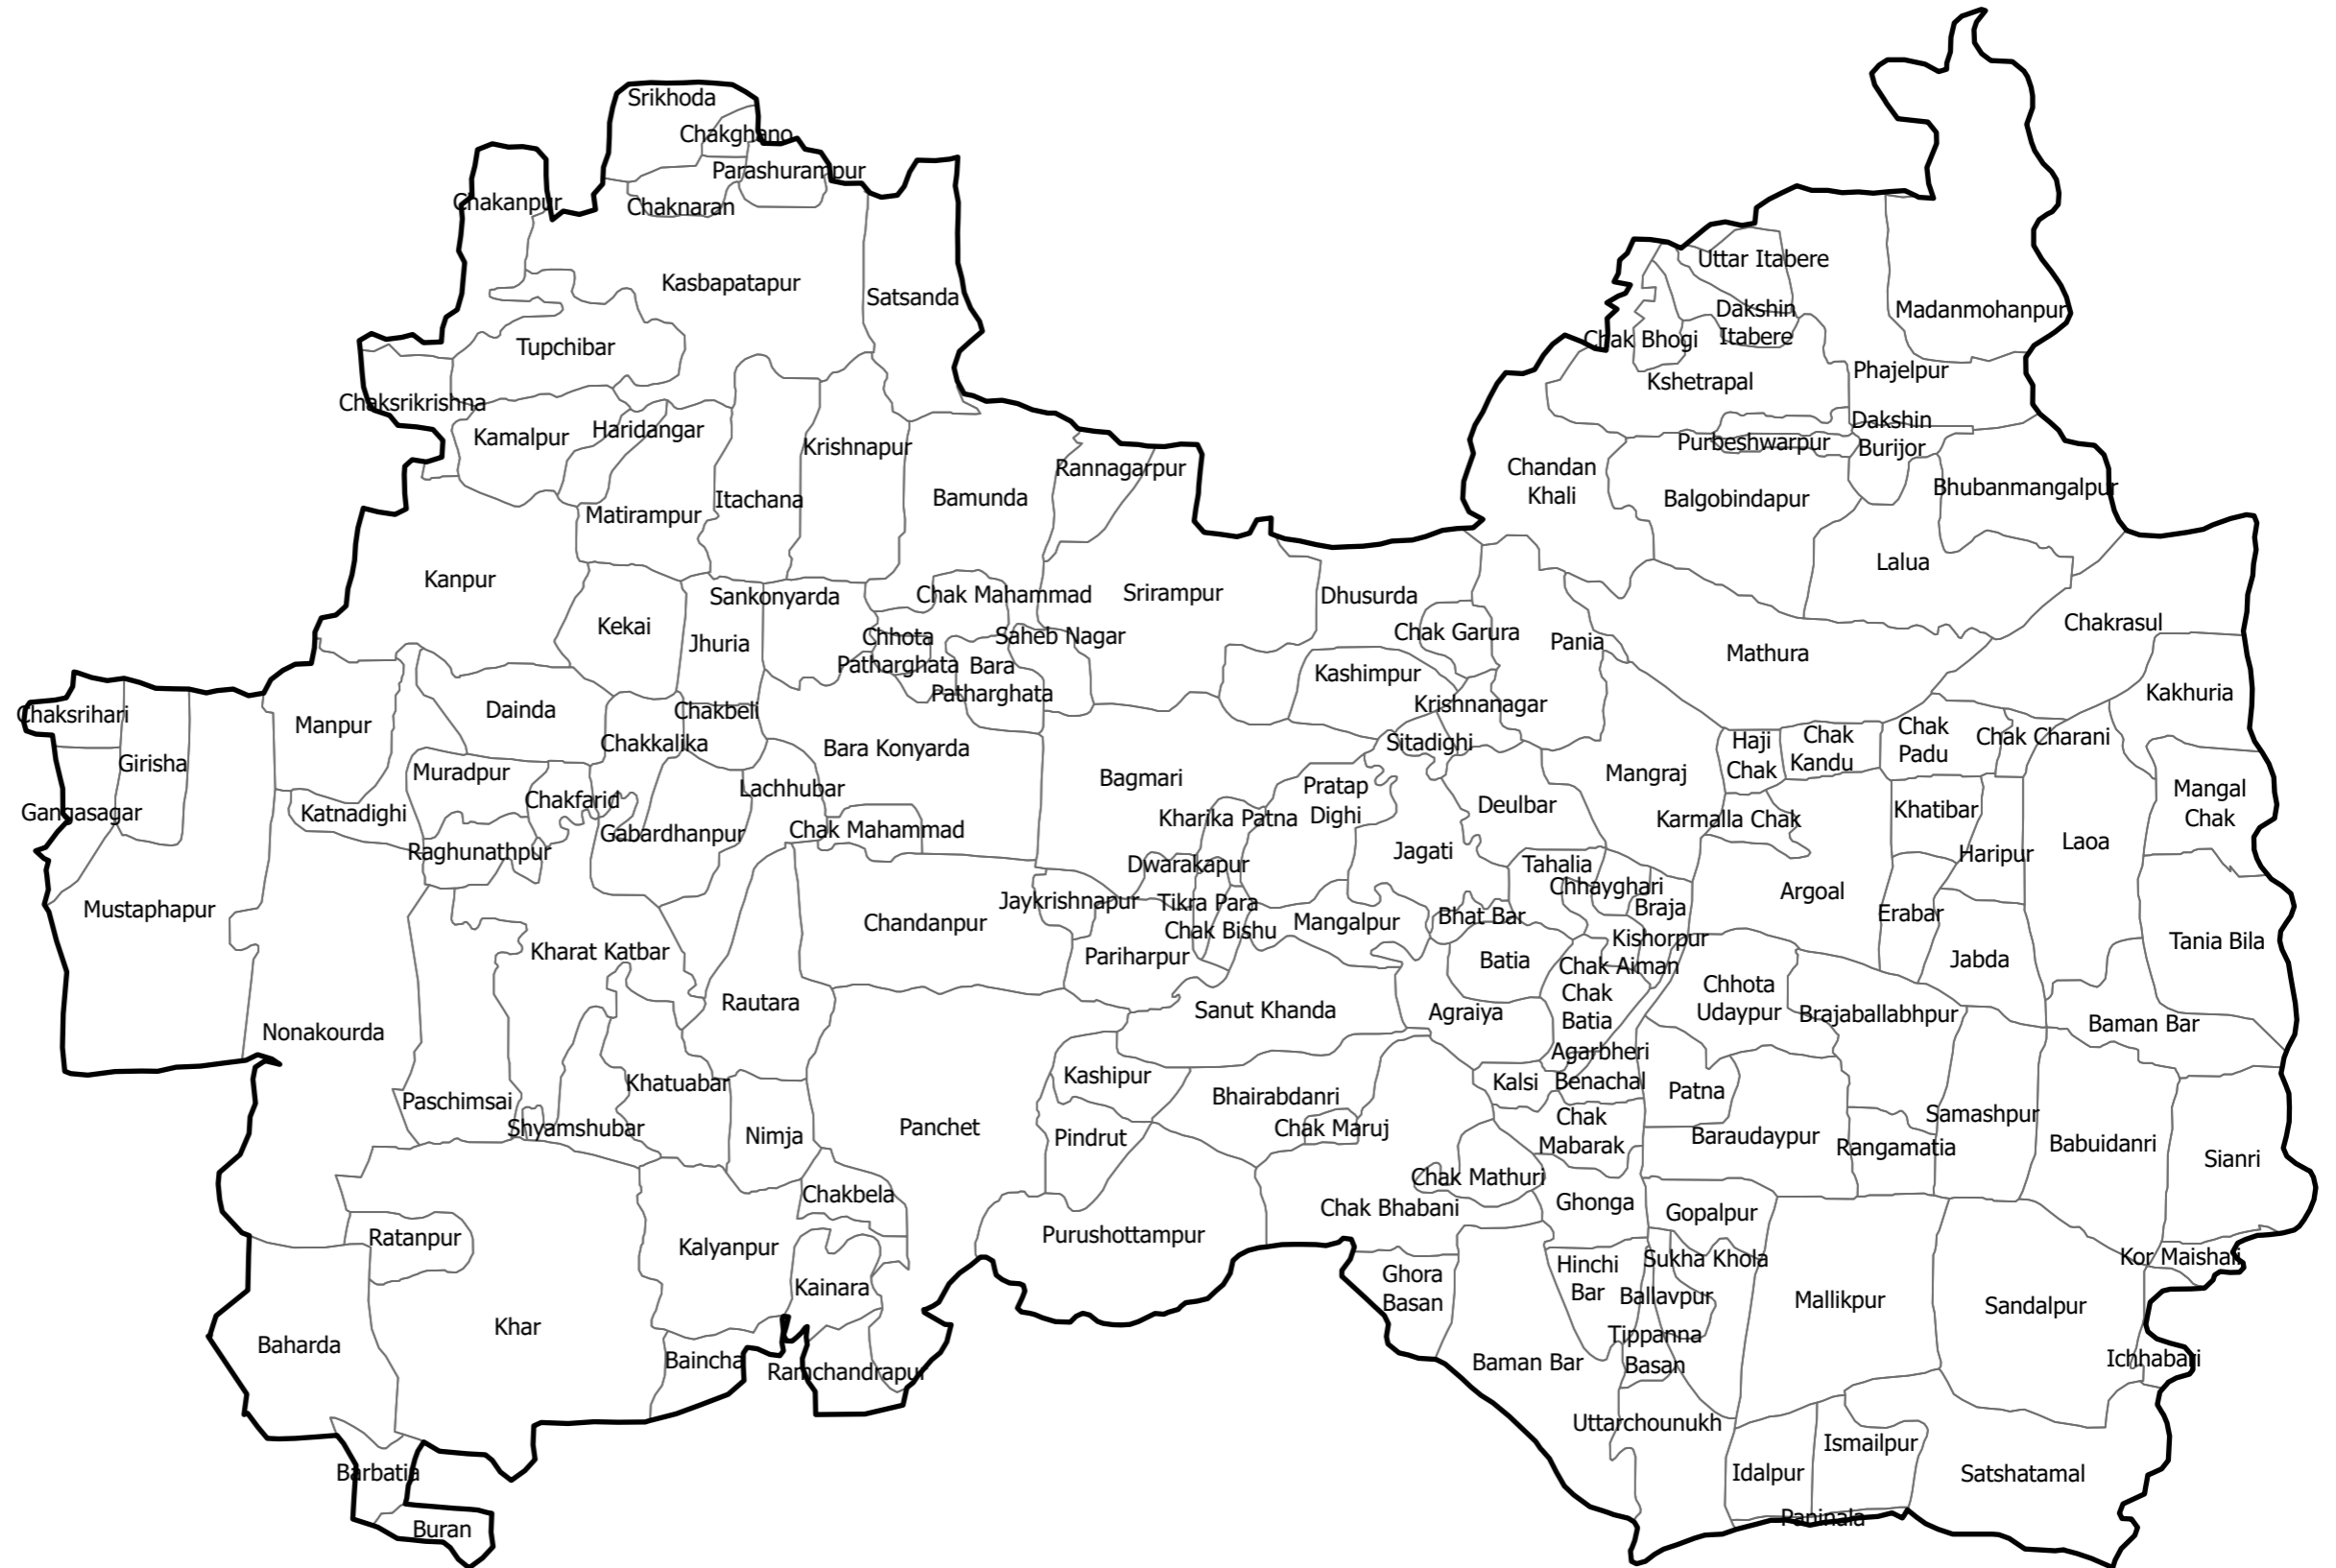 Srikhoda
Chakghano
Parashurampur
Chakanpur
Chaknaran
Uttar Itabere
Kasbapatapur
Satsanda
Dakshin
Itabere
Madanmohanpur
Chak Bhogi
Tupchibar
Phajelpur
Kshetrapal
Chaksrikrishna
Dakshin
Burijor
Haridangar
Kamalpur
Purbeshwarpur
Krishnapur
Rannagarpur
Chandan
Khali
Bhubanmangalpur
Itachana
Bamunda
Balgobindapur
Matirampur
Lalua
Kanpur
Srirampur
Chak Mahammad
Dhusurda
Sankonyarda
Chakrasul
Kekai
Chak Garura
Saheb Nagar
Chhota
Patharghata
Jhuria
Pania
Mathura
Bara
Patharghata
Kashimpur
Kakhuria
Krishnanagar
Dainda
Chakbeli
Chaksrihari
Manpur
Chak
Padu
Chak Charani
Chak
Kandu
Haji
Chak
Sitadighi
Chakkalika
Bara Konyarda
Girisha
Muradpur
Mangraj
Bagmari
Pratap
Dighi
Lachhubar
Mangal
Chak
Chakfarid
Deulbar
Khatibar
Gangasagar
Katnadighi
Kharika Patna
Karmalla Chak
Chak Mahammad
Gabardhanpur
Laoa
Raghunathpur
Jagati
Haripur
Dwarakapur
Tahalia
Chhayghari
Argoal
Jaykrishnapur
Tikra Para
Braja
Mustaphapur
Erabar
Bhat Bar
Chandanpur
Mangalpur
Chak Bishu
Kishorpur
Tania Bila
Kharat Katbar
Pariharpur
Batia
Jabda
Chak Aiman
Chhota
Udaypur
Chak
Batia
Rautara
Sanut Khanda
Agraiya
Brajaballabhpur
Baman Bar
Nonakourda
Agarbheri
Kashipur
Khatuabar
Kalsi
Benachal
Patna
Bhairabdanri
Paschimsai
Samashpur
Chak
Mabarak
Shyamshubar
Panchet
Chak Maruj
Nimja
Pindrut
Baraudaypur
Rangamatia
Babuidanri
Sianri
Chak Mathuri
Chakbela
Ghonga
Chak Bhabani
Gopalpur
Purushottampur
Ratanpur
Kalyanpur
Kor Maishali
Sukha Khola
Hinchi
Bar
Ghora
Basan
Kainara
Ballavpur
Mallikpur
Sandalpur
Khar
Tippanna
Basan
Baharda
Baincha
Baman Bar
Ichhabari
Ramchandrapur
Uttarchounukh
Ismailpur
Barbatia
Idalpur
Satshatamal
Paninala
Buran